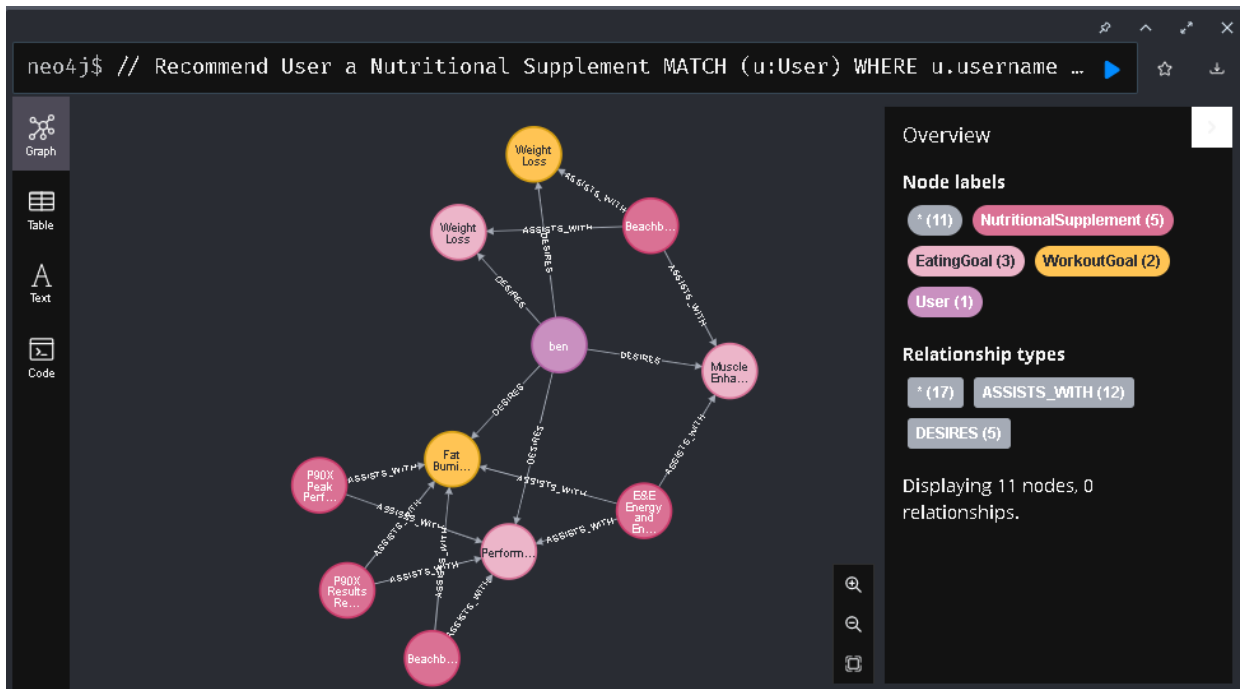 neo4j$ // Recommend User a Nutritional Supplement MATCH (u:User) WHERE u.username …
Graph
Table
Text
Code
Weight
Loss
ASSISTS_WITH
Weight
Loss
ASSISTS_WITH
Beachb...
DESIRES
DESIRES
ASSISTS_WITH
ben
DESIRES
Muscle
Enha...
DESIRES
DESIRES
ASSISTS_WITH
Fat
Burni...
P90X
Peak
Perf...
ASSISTS_WITH
ASSISTS_WITH
E&E
Energy
and
En...
ASSISTS_WITH
ASSISTS_WITH
ASSISTS_WITH
Perform...
P90X
Results
Re...
ASSISTS_WITH
ASSISTS_WITH
ASSISTS_WITH
Beachb...
Overview
Node labels
* (11) NutritionalSupplement (5)
EatingGoal (3) WorkoutGoal (2)
User (1)
Relationship types
* (17) ASSISTS_WITH (12)
DESIRES (5)
Displaying 11 nodes, 0
relationships.